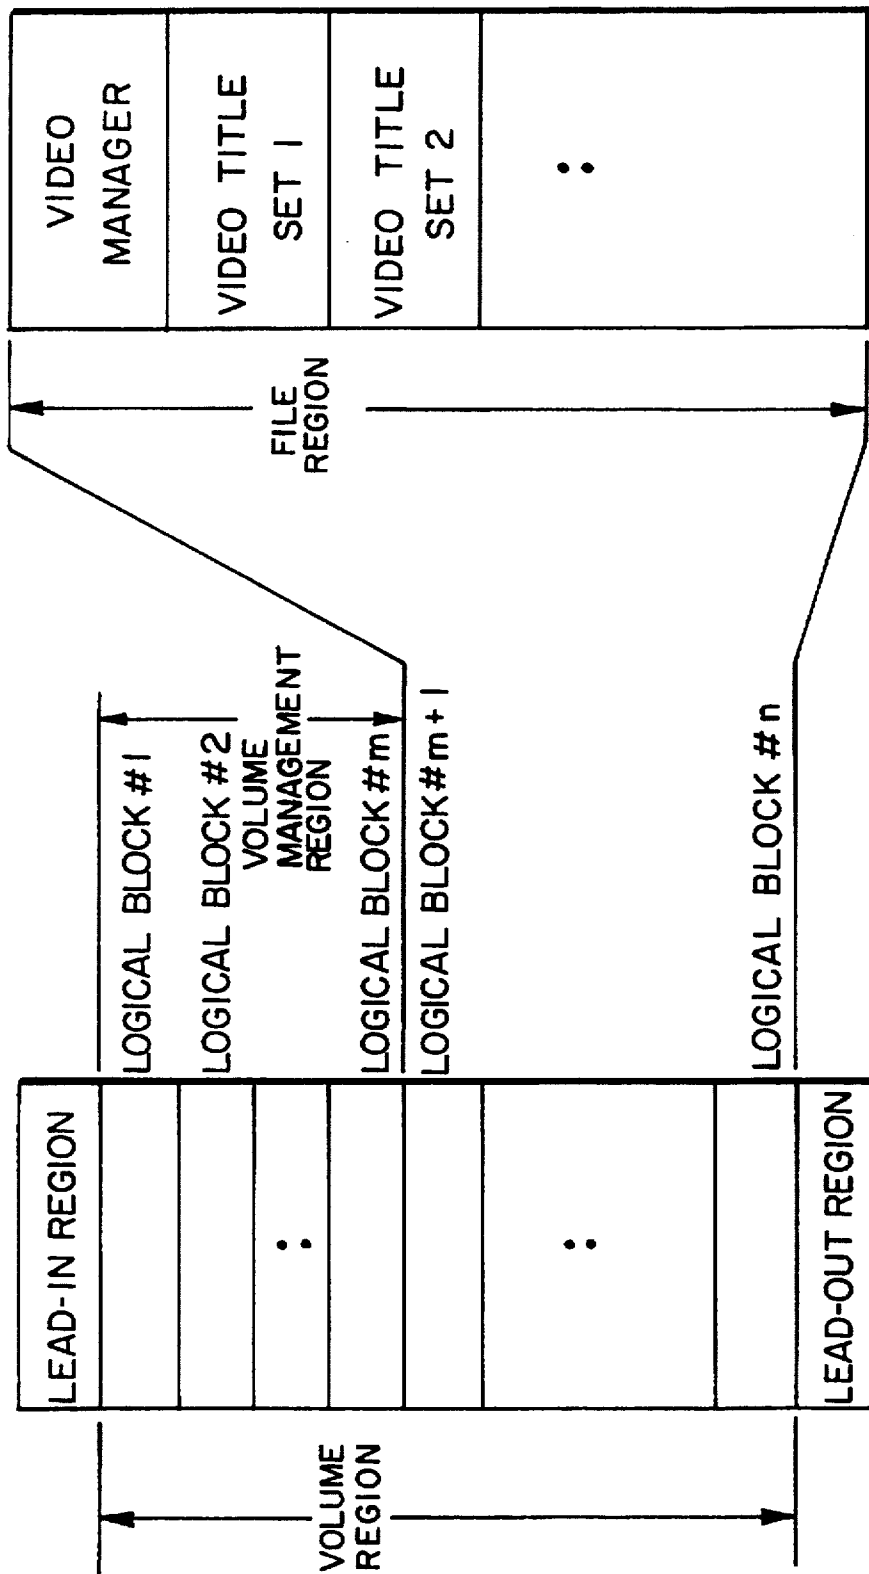 LEAD-IN REGION
LEAD-OUT REGION
VOLUME
REGION
LOGICAL BLOCK #1
LOGICAL BLOCK #2
VOLUME
MANAGEMENT
REGION
LOGICAL BLOCK #m
LOGICAL BLOCK #m+1
LOGICAL BLOCK #n
FILE
REGION
VIDEO
MANAGER
VIDEO TITLE
SET 1
VIDEO TITLE
SET 2